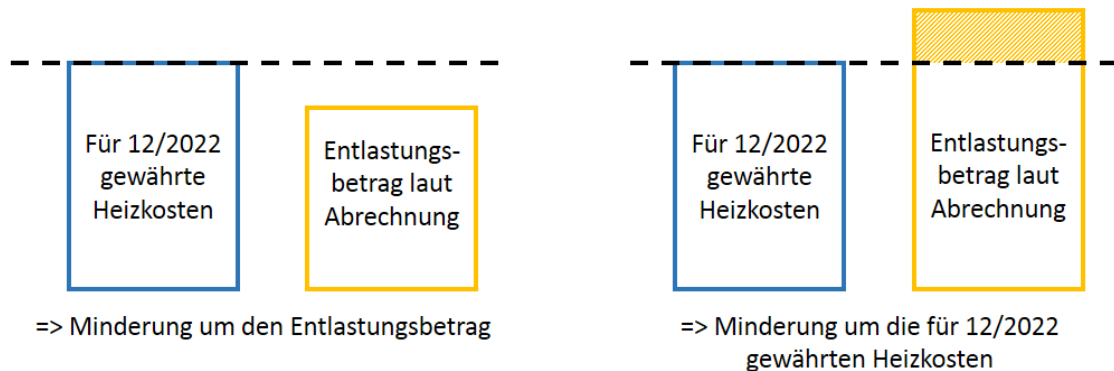 Für 12/2022
gewährte
Heizkosten
Entlastungs-
betrag laut
Abrechnung
=> Minderung um den Entlastungsbetrag
Für 12/2022
gewährte
Heizkosten
Entlastungs-
betrag laut
Abrechnung
=> Minderung um die für 12/2022
gewährten Heizkosten